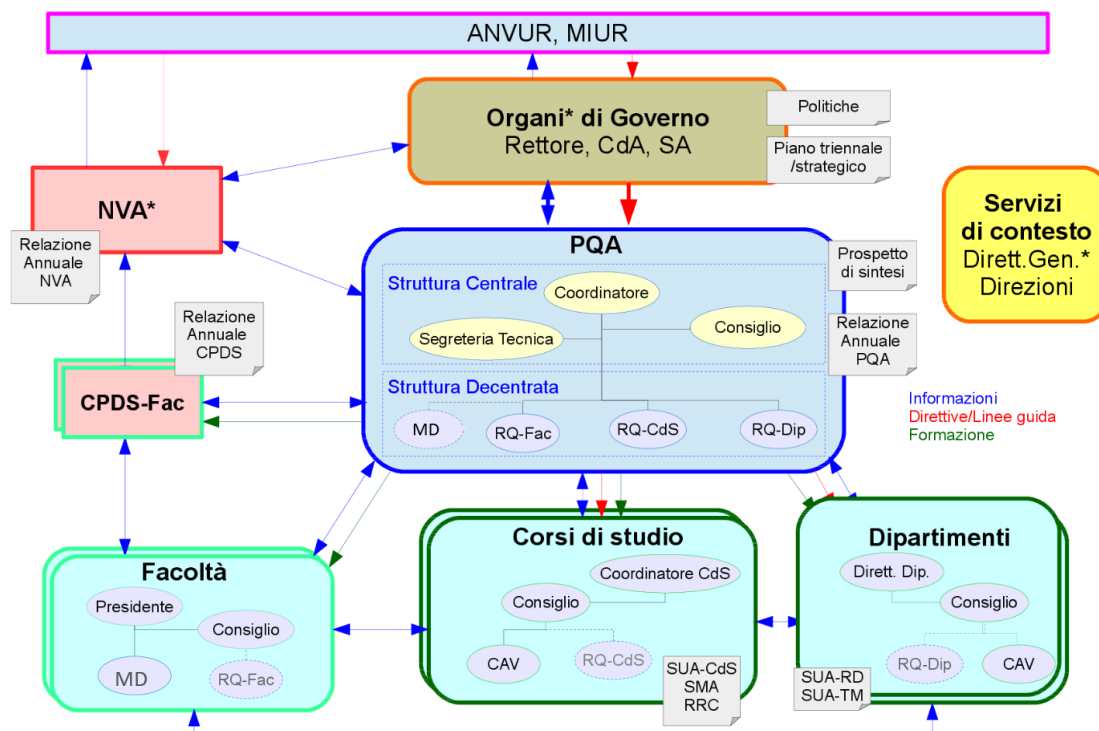 ANVUR, MIUR
Organi* di Governo
Rettore, CdA, SA
Politiche
Piano triennale
/strategico
NVA*
Relazione
Annuale
NVA
Servizi
di contesto
Dirett.Gen.*
Direzioni
PQA
Prospetto
di sintesi
Struttura Centrale
Coordinatore
Segreteria Tecnica
Consiglio
Relazione
Annuale
PQA
Relazione
Annuale
CPDS
CPDS-Fac
Struttura Decentrata
MD
RQ-Fac
RQ-CdS
RQ-Dip
Informazioni
Direttive/Linee guida
Formazione
Facoltà
Presidente
Consiglio
MD
RQ-Fac
Corsi di studio
Coordinatore CdS
Consiglio
CAV
RQ-CdS
SUA-CdS
SMA
RRC
Dipartimenti
Dirett. Dip.
Consiglio
RQ-Dip
CAV
SUA-RD
SUA-TM